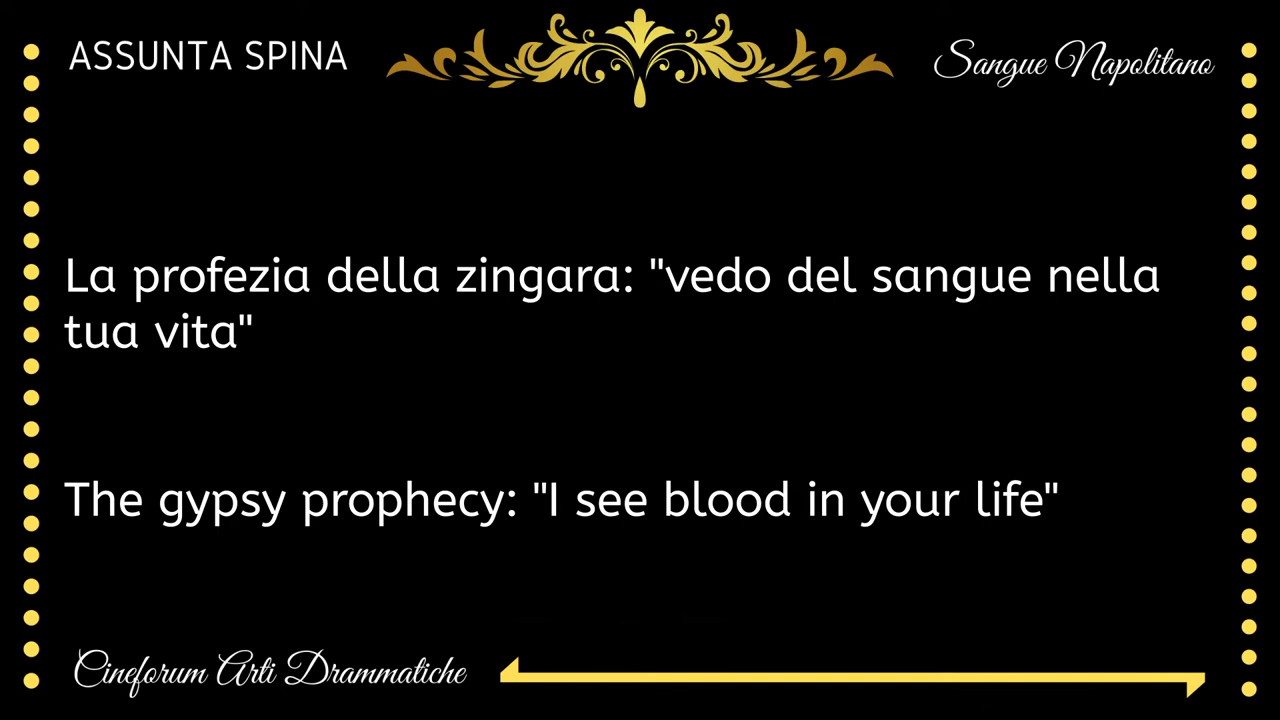 ASSUNTA SPINA
Sangue Napolitano
La profezia della zingara: "vedo del sangue nella
tua vita"
The gypsy prophecy: "I see blood in your life"
Cineforum Arti Drammatiche